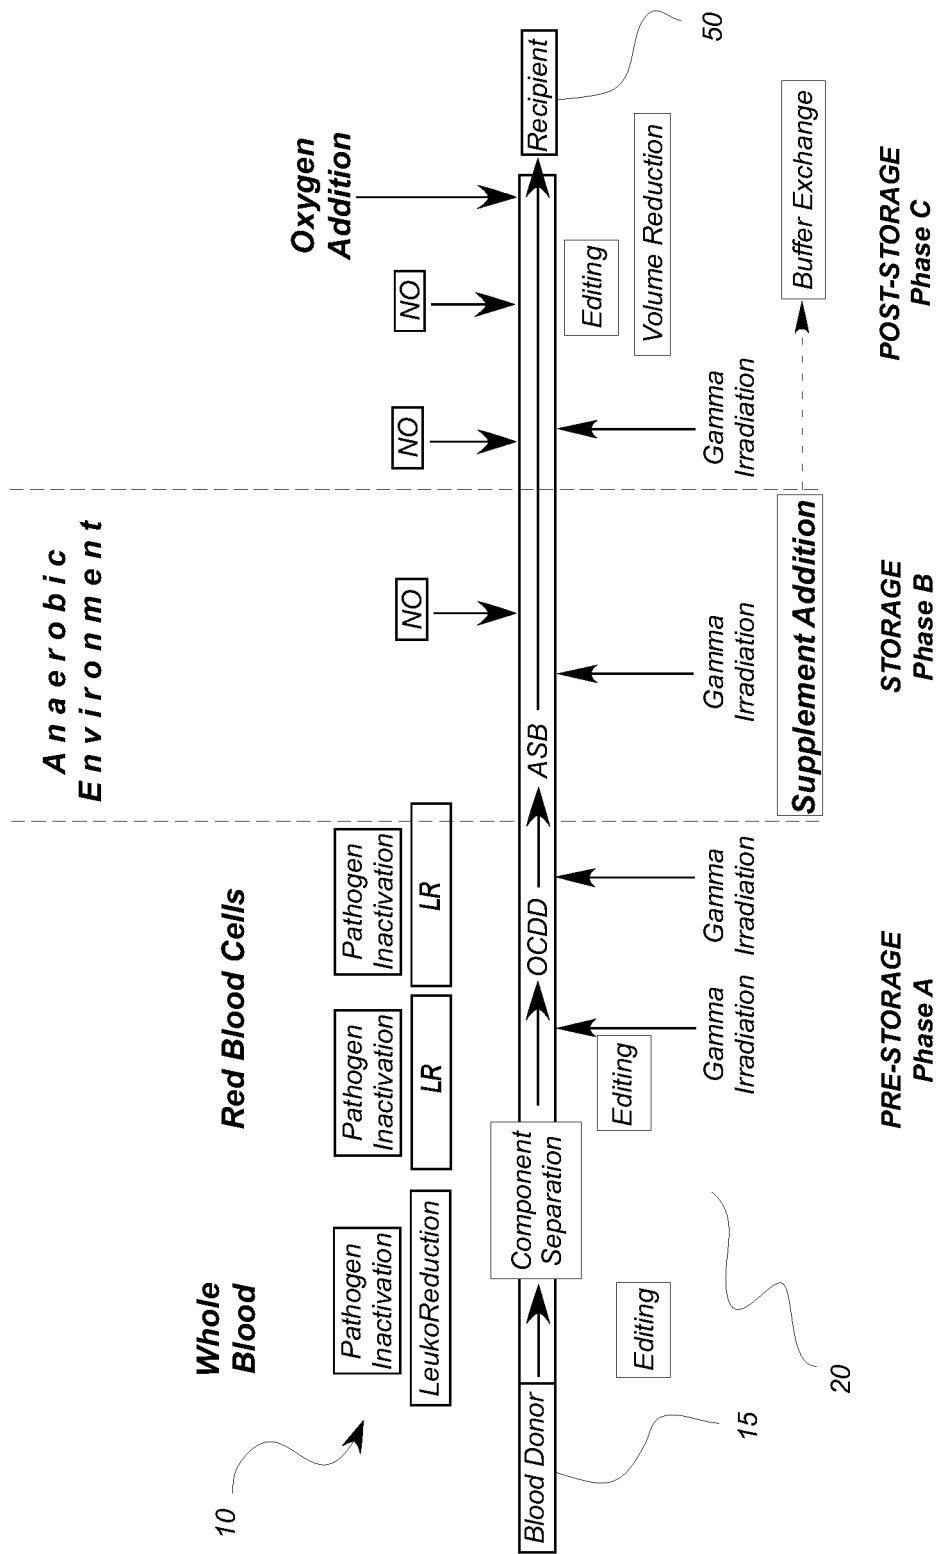 Anaerobic
Environment
Whole
Blood
Red Blood Cells
Oxygen
Addition
10
Pathogen
Inactivation
LeukoReduction
Pathogen
Inactivation
LR
Pathogen
Inactivation
LR
NO
NO
NO
Blood Donor
Component
Separation
OCDD
ASB
Recipient
15
20
50
Editing
Editing
Editing
Volume Reduction
Gamma
Irradiation
Gamma
Irradiation
Gamma
Irradiation
Gamma
Irradiation
Supplement Addition
Buffer Exchange
PRE-STORAGE
Phase A
STORAGE
Phase B
POST-STORAGE
Phase C